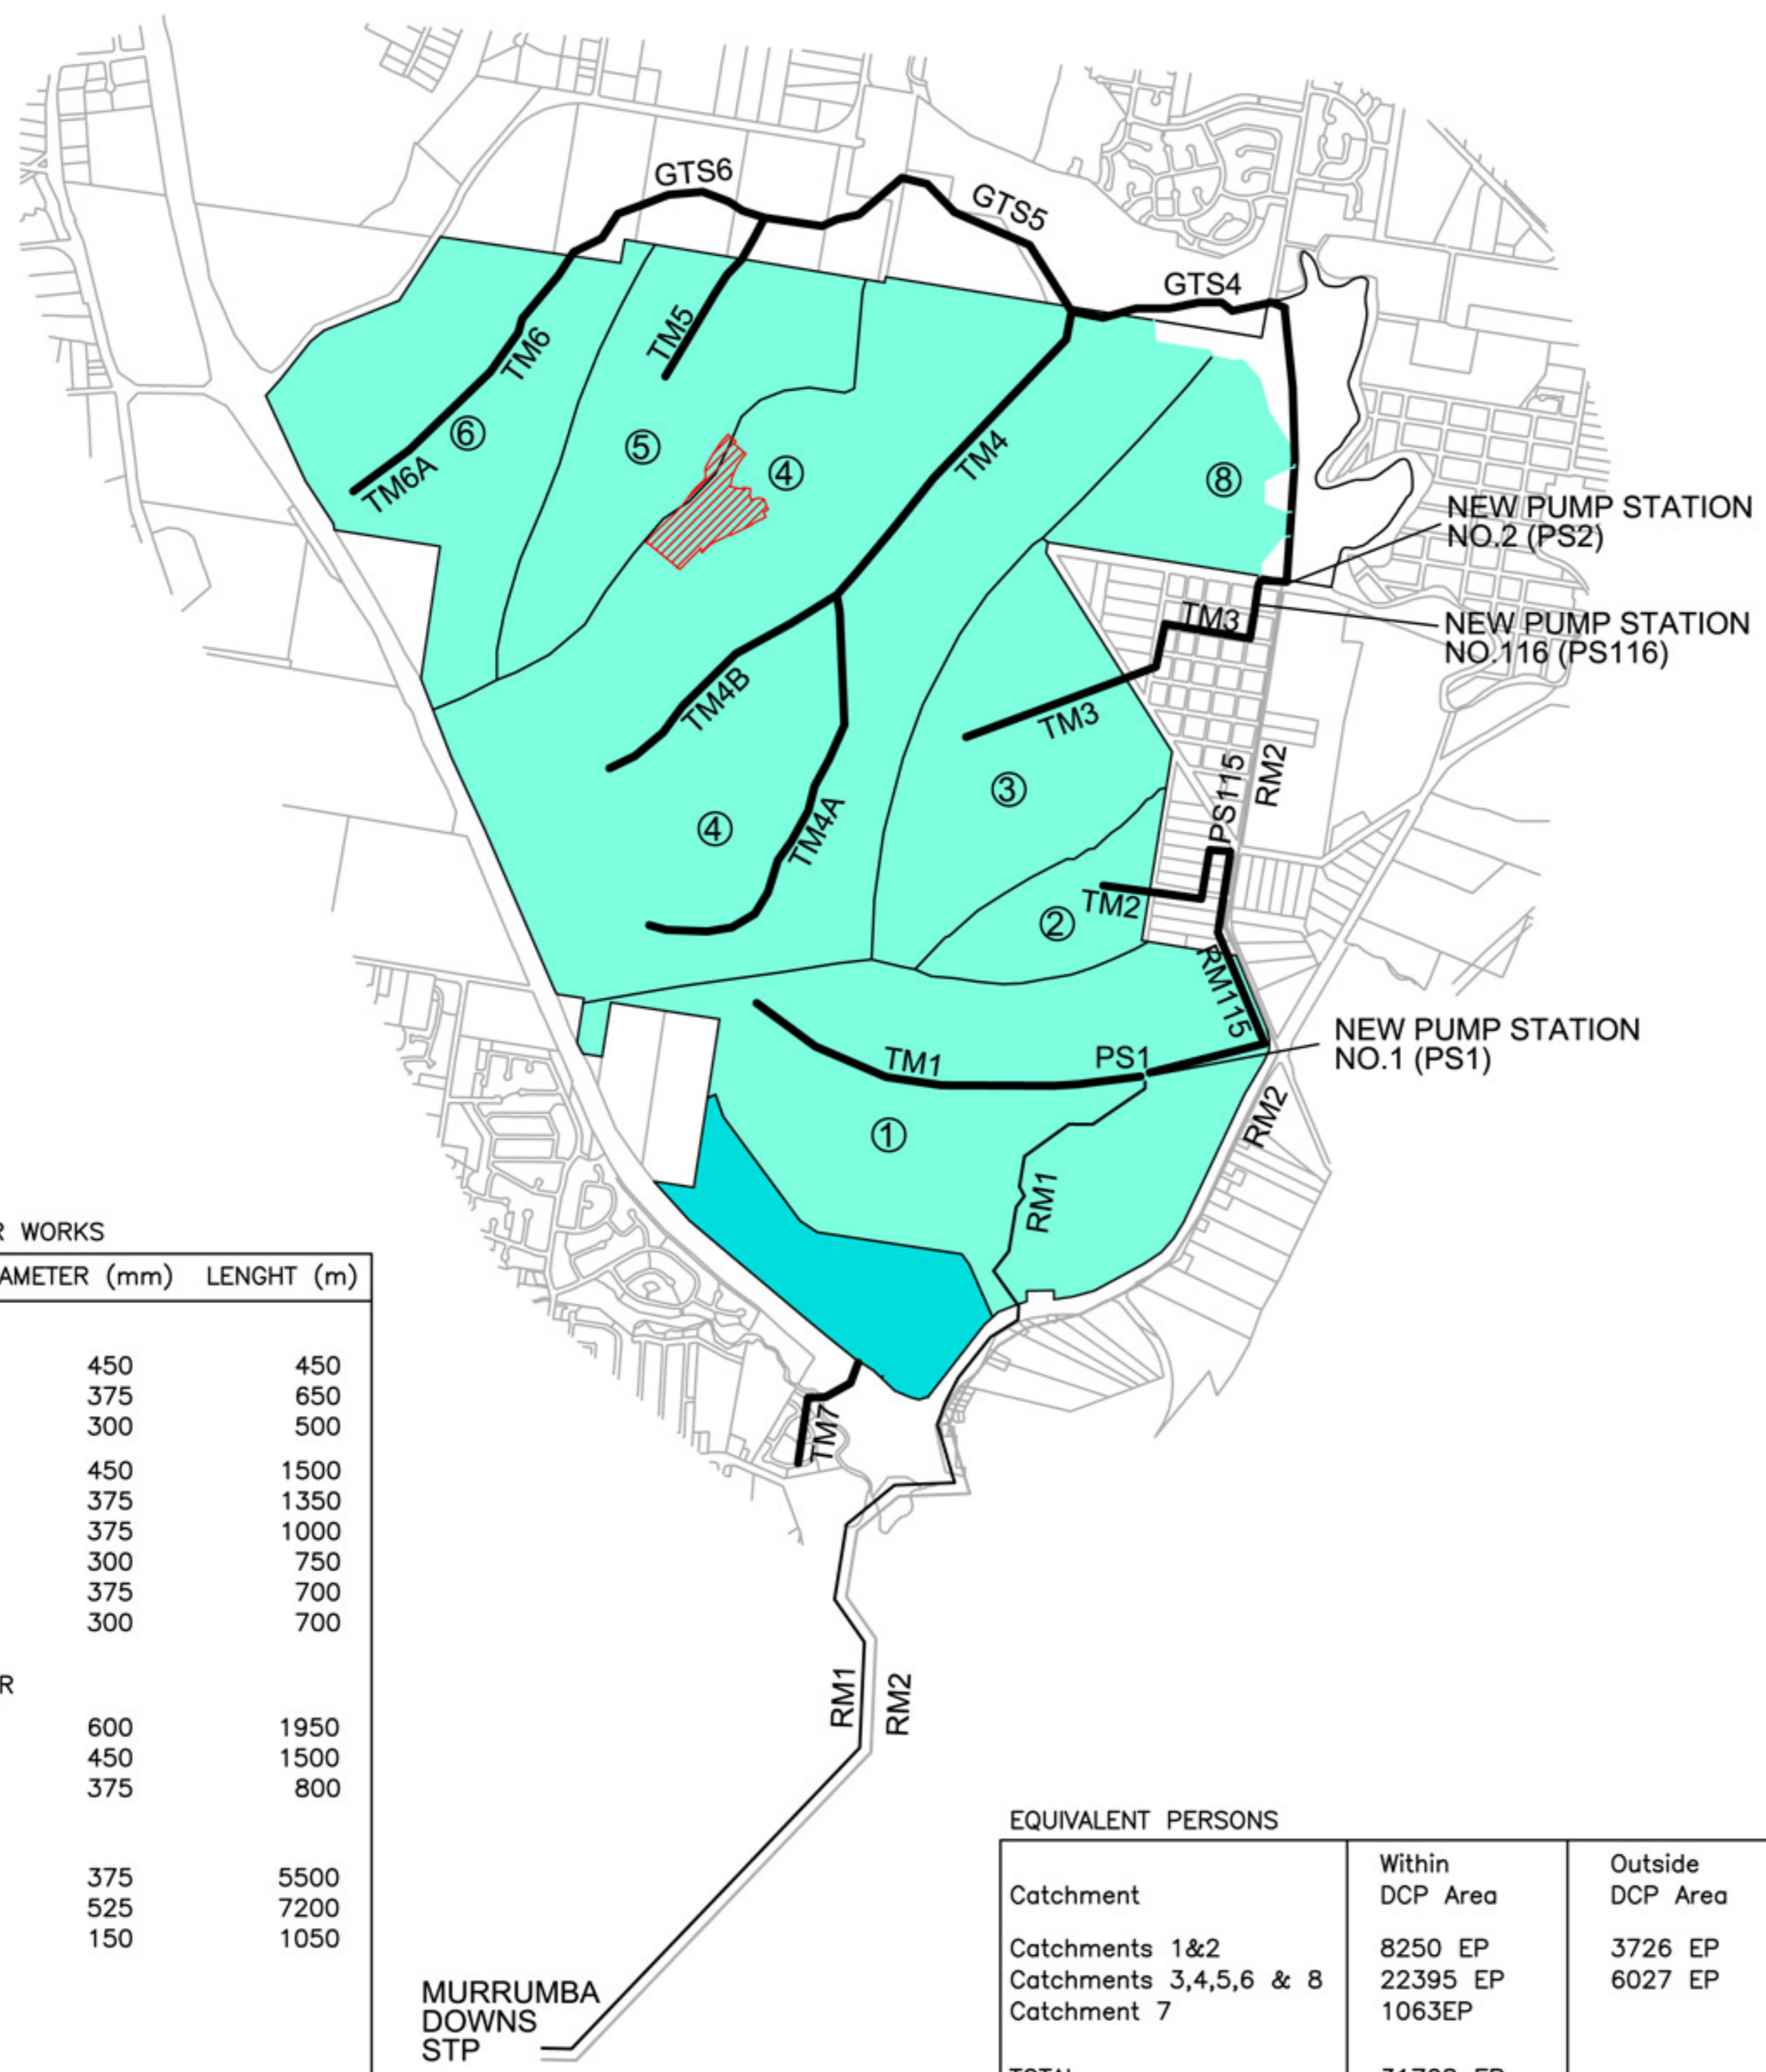 GTS6
GTS5
GTS4
TM5
TM6
⑥
⑤
④
TM4
⑧
TM6A
NEW PUMP STATION
NO.2 (PS2)
TM3
NEW PUMP STATION
NO.116 (PS116)
TM4B
TM3
RM2
PS115
③
④
TM4A
TM2
②
RM115
NEW PUMP STATION
NO.1 (PS1)
TM1
PS1
①
RM2
RM1
TM7
RM1
RM2
MURRUMBA
DOWNS
STP
R WORKS
AMETER (mm) LENGHT (m)
450 450
375 650
300 500
450 1500
375 1350
375 1000
300 750
375 700
300 700
R
600 1950
450 1500
375 800
375 5500
525 7200
150 1050
EQUIVALENT PERSONS
Catchment Within DCP Area Outside DCP Area
Catchments 1&2 8250 EP 3726 EP
Catchments 3,4,5,6 & 8 22395 EP 6027 EP
Catchment 7 1063EP